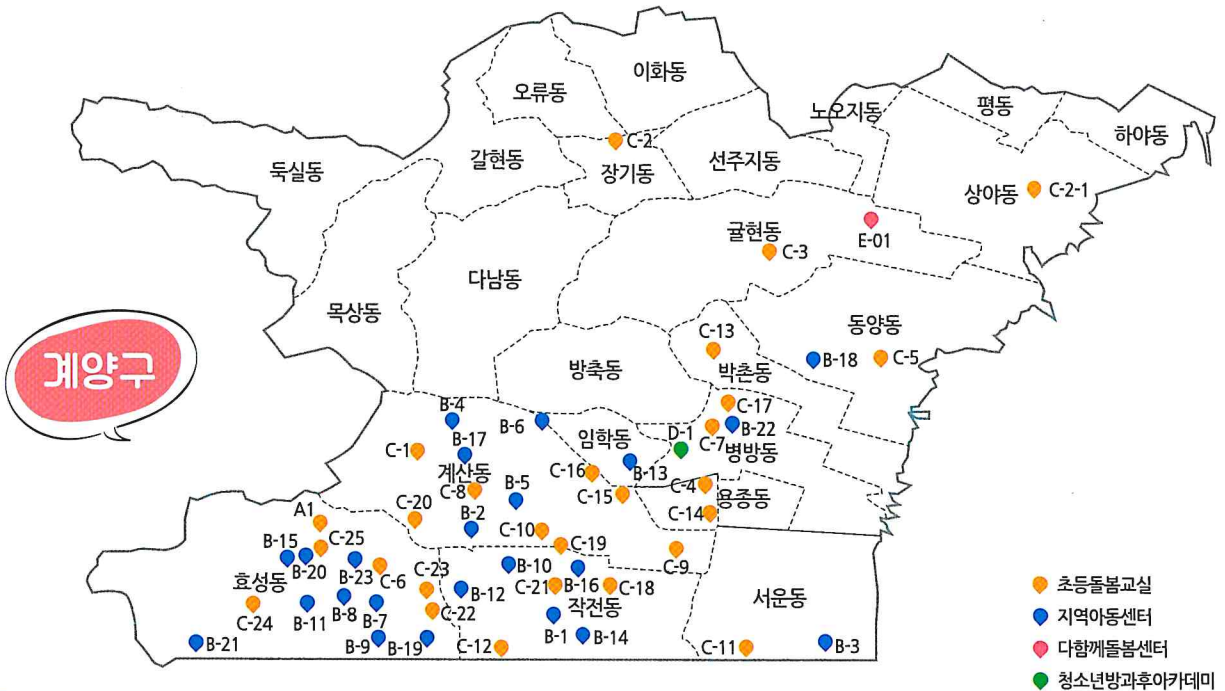 이화동
오류동
노오지동
평동
하야동
C-2
갈현동
장기동
선주지동
둑실동
상야동
C-2-1
귤현동
E-01
C-3
다남동
목상동
동양동
C-13
계양구
방축동
박촌동
B-18
C-5
B-4
C-17
B-6
임학동
D-1
C-7
B-22
B-17
병방동
C-1
계산동
C-16
B-13
C-8
B-5
C-15
C-4
용종동
C-20
A1
B-2
C-10
C-14
C-25
B-15
C-19
B-20
B-23
C-6
C-23
B-10
C-9
효성동
B-12
C-21
B-16
C-18
서운동
초등돌봄교실
C-24
B-11
B-8
B-7
C-22
작전동
지역아동센터
B-21
B-9
B-19
C-12
B-1
B-14
C-11
B-3
다함께돌봄센터
청소년방과후아카데미